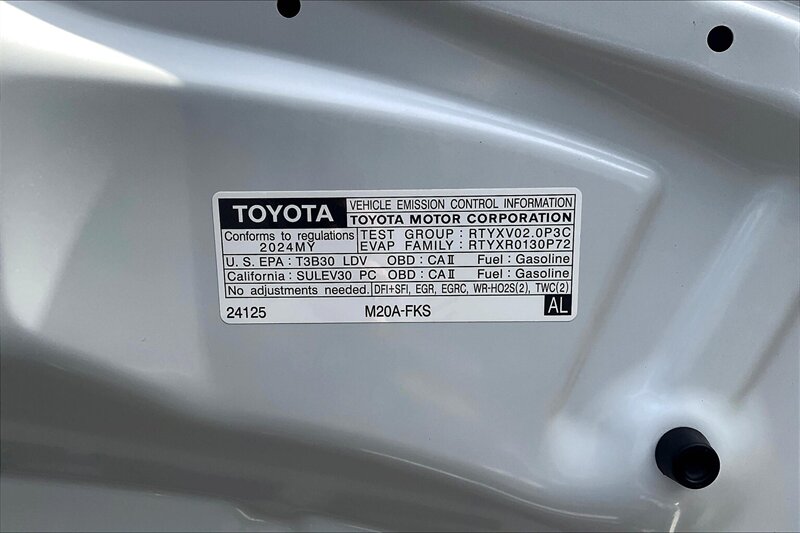 TOYOTA VEHICLE EMISSION CONTROL INFORMATION
TOYOTA MOTOR CORPORATION
Conforms to regulations TEST GROUP : RTYXV02.0P3C
2024MY EVAP FAMILY : RTYXR0130P72
U. S. EPA : T3B30 LDV OBD : CAⅡ Fuel : Gasoline
California : SULEV30 PC OBD : CAⅡ Fuel : Gasoline
No adjustments needed. DFI+SFI, EGR, EGRC, WR-HO2S(2), TWC(2)
24125 M20A-FKS AL